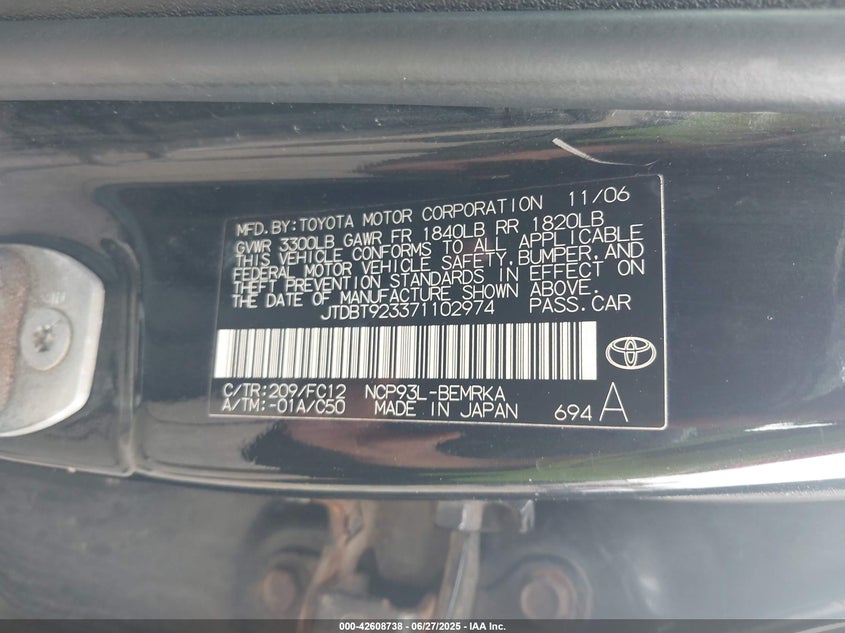 MFD.BY:TOYOTA MOTOR CORPORATION 11/06
GVWR 3300LB GAWR FR 1840LB RR 1820LB
THIS VEHICLE CONFORMS TO ALL APPLICABLE
FEDERAL MOTOR VEHICLE SAFETY,BUMPER,AND
THEFT PREVENTION STANDARDS IN EFFECT ON
THE DATE OF MANUFACTURE SHOWN ABOVE.
JTDBT923371102974 PASS.CAR
C/TR:209/FC12 NCP93L-BEMRKA
A/TM:-01A/C50 MADE IN JAPAN 694 A
000-42608738 - 06/27/2025 - IAA Inc.